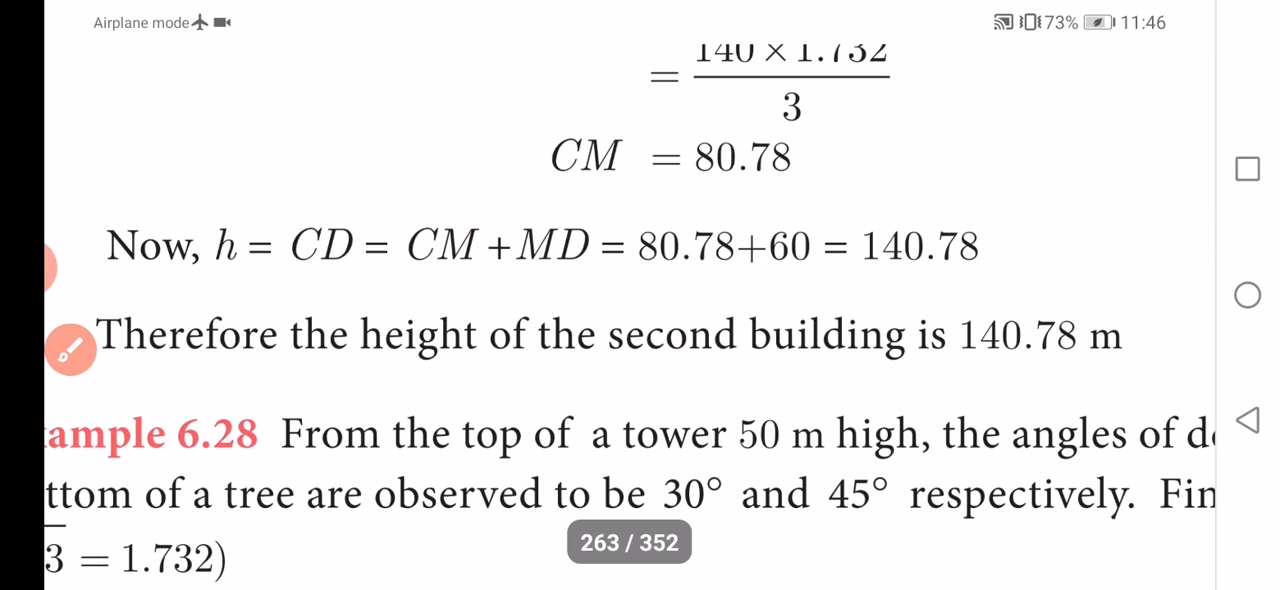 Airplane mode 73% 11:46
= 140 × 1.732
3
CM = 80.78
Now, h = CD = CM + MD = 80.78+60 = 140.78
Therefore the height of the second building is 140.78 m
ample 6.28 From the top of a tower 50 m high, the angles of d
ttom of a tree are observed to be 30° and 45° respectively. Fin
3 = 1.732)
263 / 352